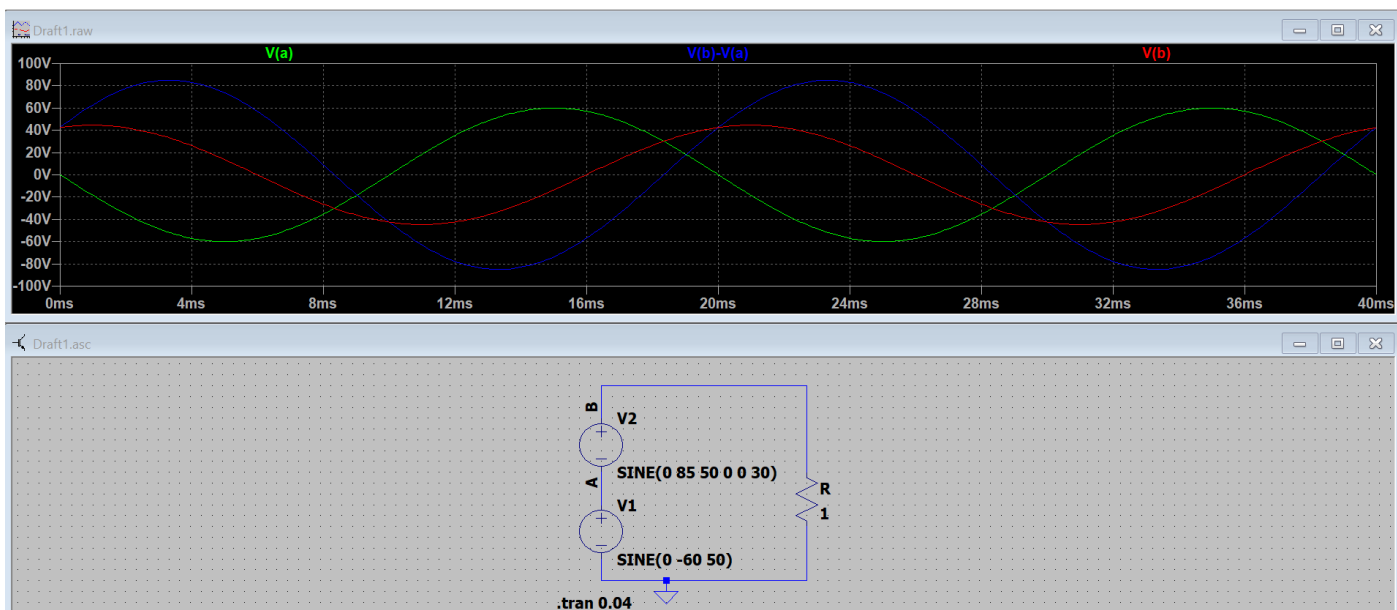 Draft1.raw
V(a) V(b)-V(a) V(b)
100V
80V
60V
40V
20V
0V
-20V
-40V
-60V
-80V
-100V
0ms 4ms 8ms 12ms 16ms 20ms 24ms 28ms 32ms 36ms 40ms
Draft1.asc
B
V2
SINE(0 85 50 0 0 30)
A
V1
SINE(0 -60 50)
R
1
.tran 0.04